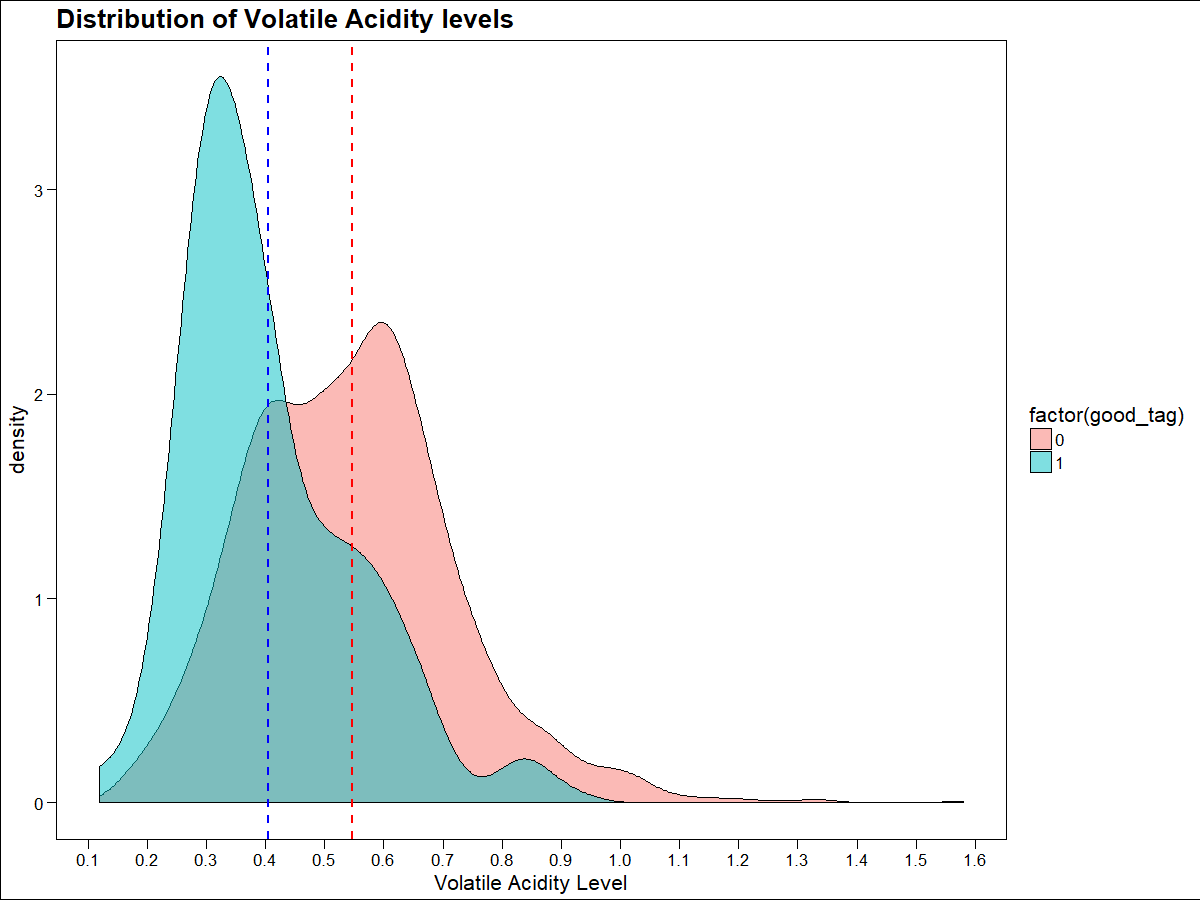 Distribution of Volatile Acidity levels
density
3
2
1
0
0.1 0.2 0.3 0.4 0.5 0.6 0.7 0.8 0.9 1.0 1.1 1.2 1.3 1.4 1.5 1.6
Volatile Acidity Level
factor(good_tag)
0
1